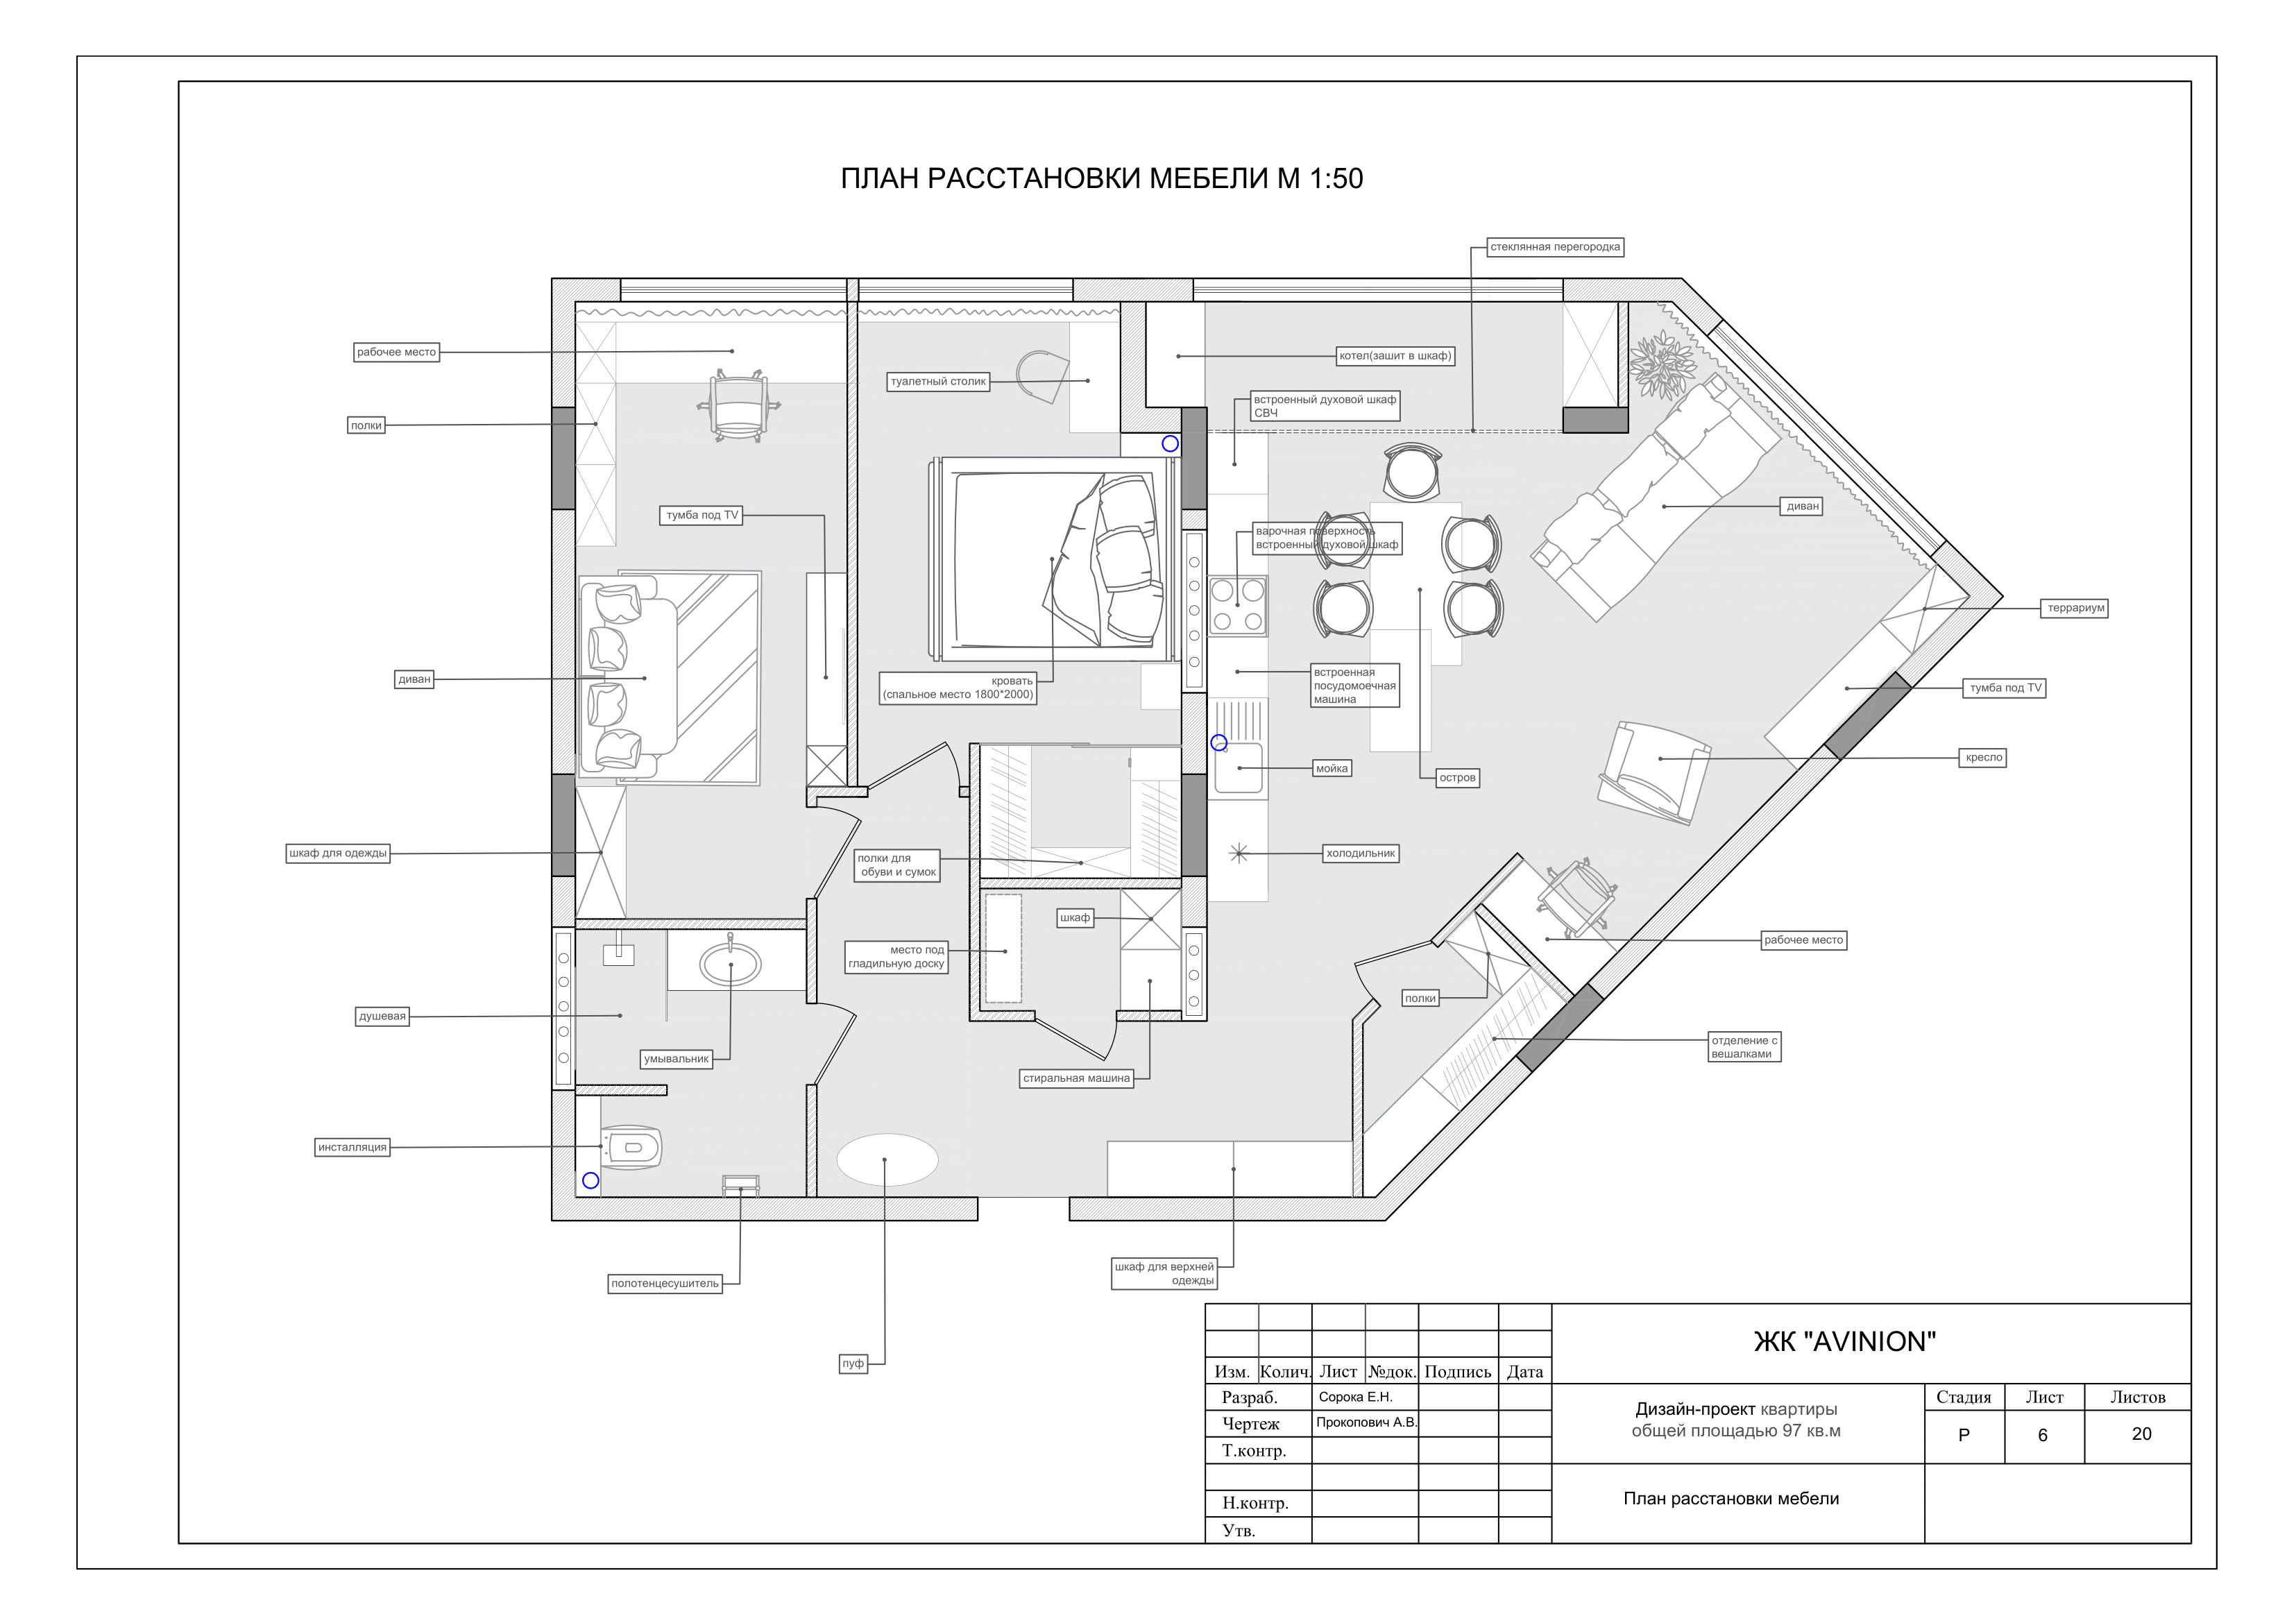 ПЛАН РАССТАНОВКИ МЕБЕЛИ М 1:50
стеклянная перегородка
рабочее место
котел(зашит в шкаф)
туалетный столик
встроенный духовой шкаф
СВЧ
полки
диван
тумба под TV
варочная поверхность
встроенный духовой шкаф
террариум
диван
кровать
(спальное место 1800*2000)
встроенная
посудомоечная
машина
тумба под TV
кресло
мойка
остров
шкаф для одежды
полки для
обуви и сумок
холодильник
шкаф
место под
гладильную доску
рабочее место
полки
душевая
умывальник
стиральная машина
отделение с
вешалками
инсталляция
полотенцесушитель
шкаф для верхней
одежды
пуф
ЖК "AVINION"
Изм. Колич. Лист №док. Подпись Дата
Разраб. Сорока Е.Н.
Чертеж Прокопович А.В.
Т.контр.
Н.контр.
Утв.
Дизайн-проект квартиры
общей площадью 97 кв.м
Стадия Лист Листов
Р 6 20
План расстановки мебели